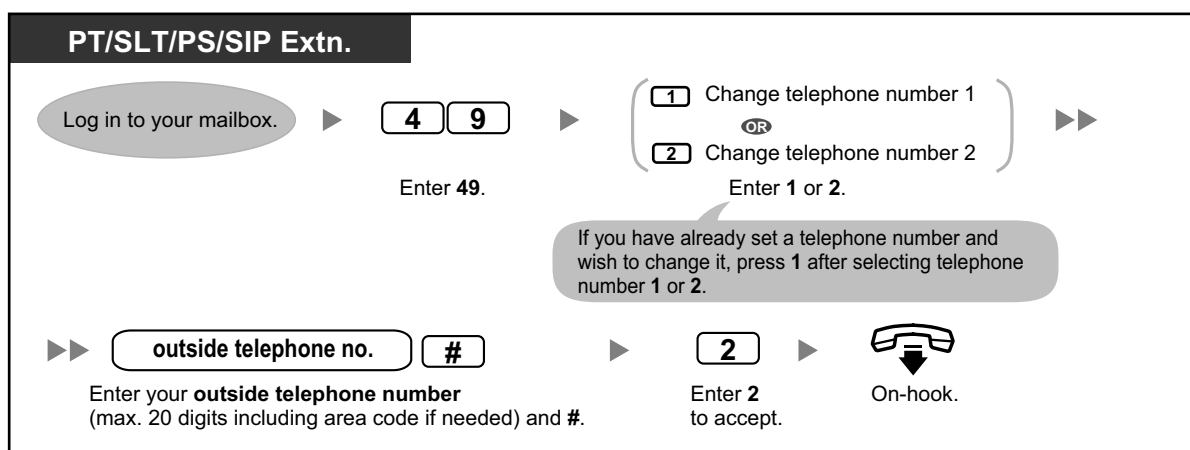 PT/SLT/PS/SIP Extn.
Log in to your mailbox.
4 9
Enter 49.
1 Change telephone number 1
OR
2 Change telephone number 2
Enter 1 or 2.
If you have already set a telephone number and
wish to change it, press 1 after selecting telephone
number 1 or 2.
outside telephone no. #
Enter your outside telephone number
(max. 20 digits including area code if needed) and #.
2
Enter 2
to accept.
On-hook.